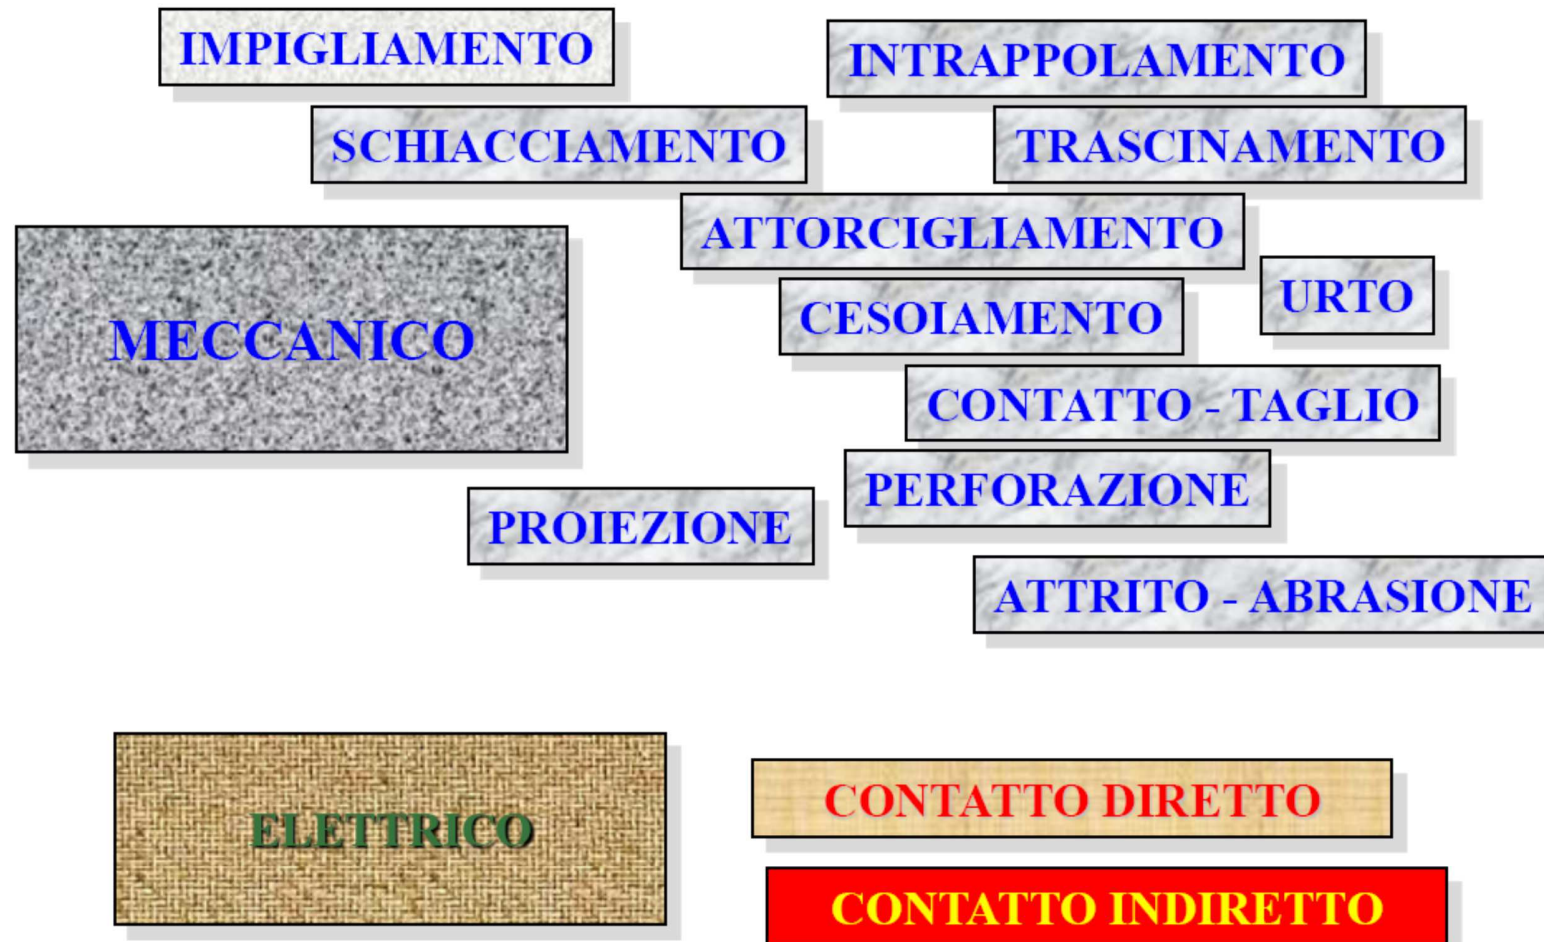 IMPIGLIAMENTO
INTRAPPOLAMENTO
SCHIACCIAMENTO
TRASCINAMENTO
ATTORCIGLIAMENTO
URTO
CESOIAMENTO
MECCANICO
CONTATTO - TAGLIO
PERFORAZIONE
PROIEZIONE
ATTRITO - ABRASIONE
ELETTRICO
CONTATTO DIRETTO
CONTATTO INDIRETTO